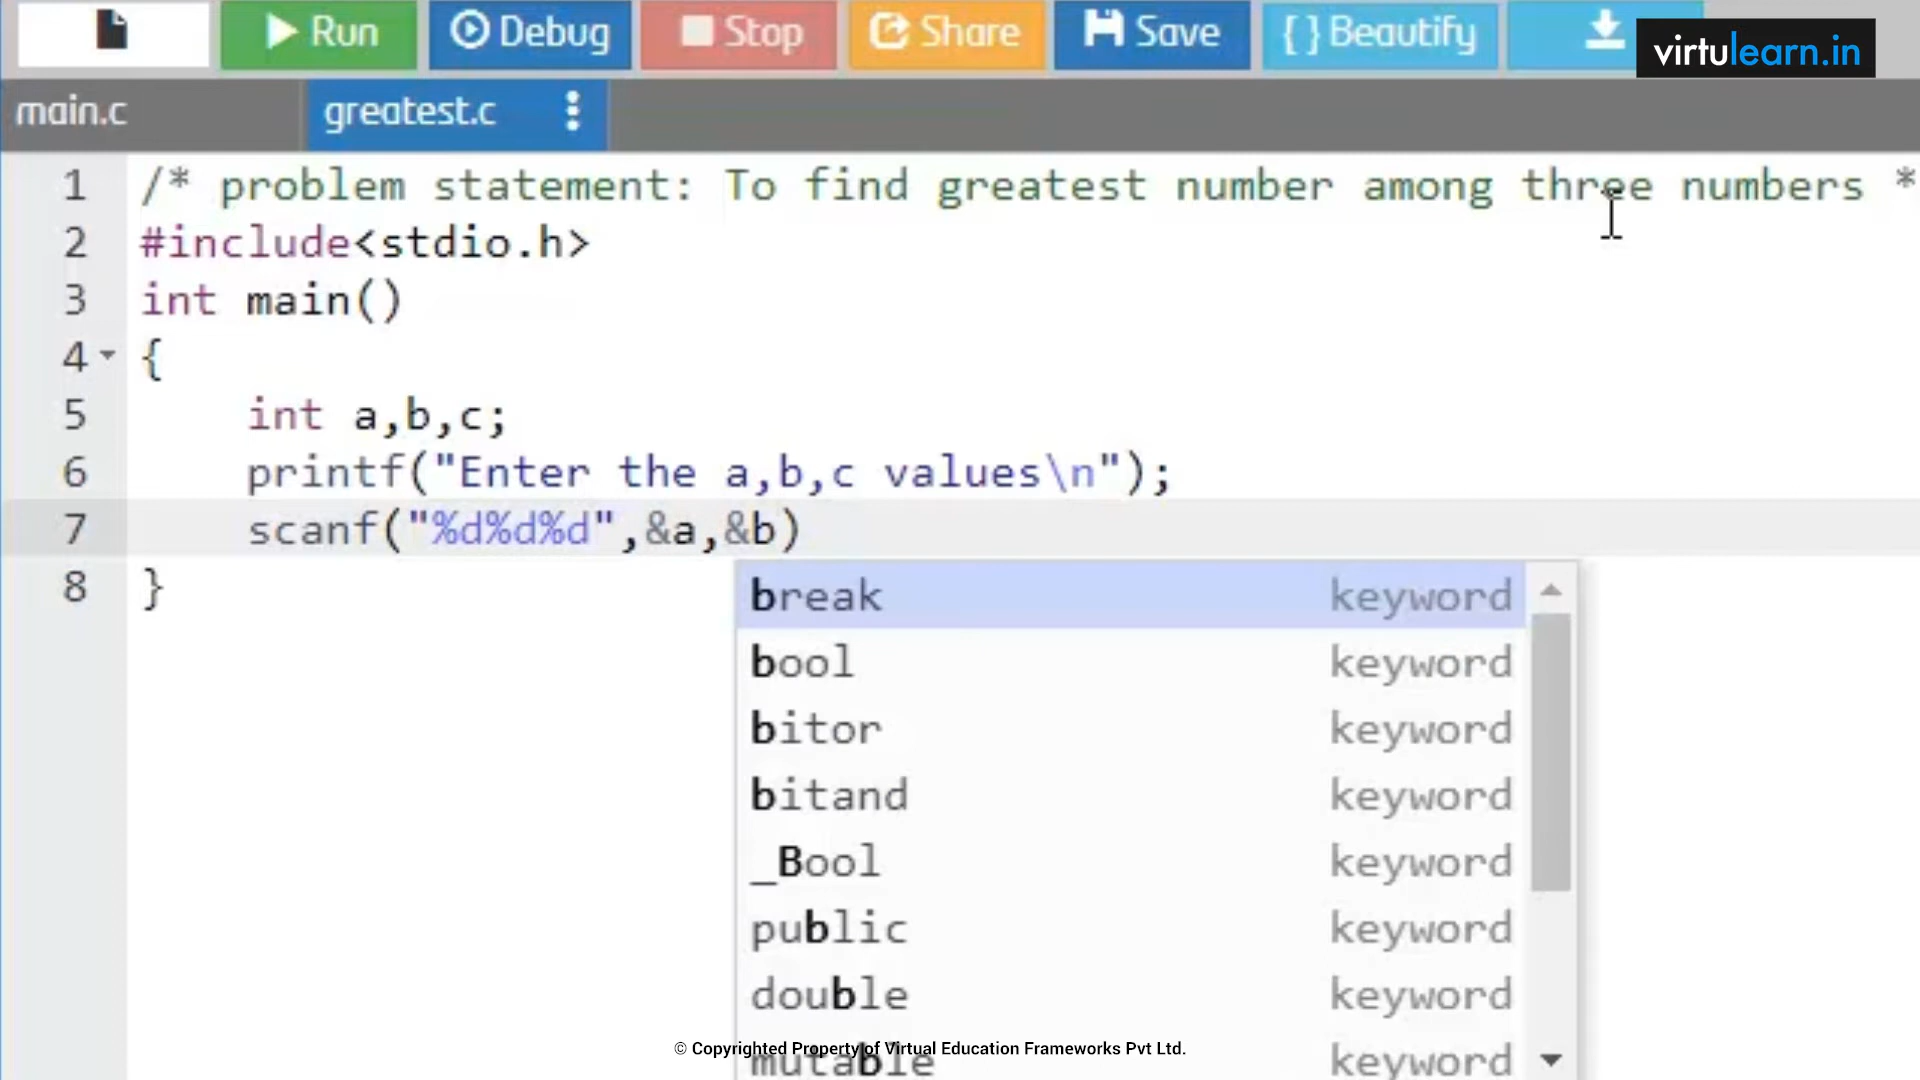 Run Debug Stop Share Save { } Beautify
virtulearn.in
main.c greatest.c
1 /* problem statement: To find greatest number among three numbers *
2 #include<stdio.h>
3 int main()
4 {
5 int a,b,c;
6 printf("Enter the a,b,c values\n");
7 scanf("%d%d%d",&a,&b)
8 }
break keyword
bool keyword
bitor keyword
bitand keyword
_Bool keyword
public keyword
double keyword
mutable keyword
© Copyrighted Property of Virtual Education Frameworks Pvt Ltd.